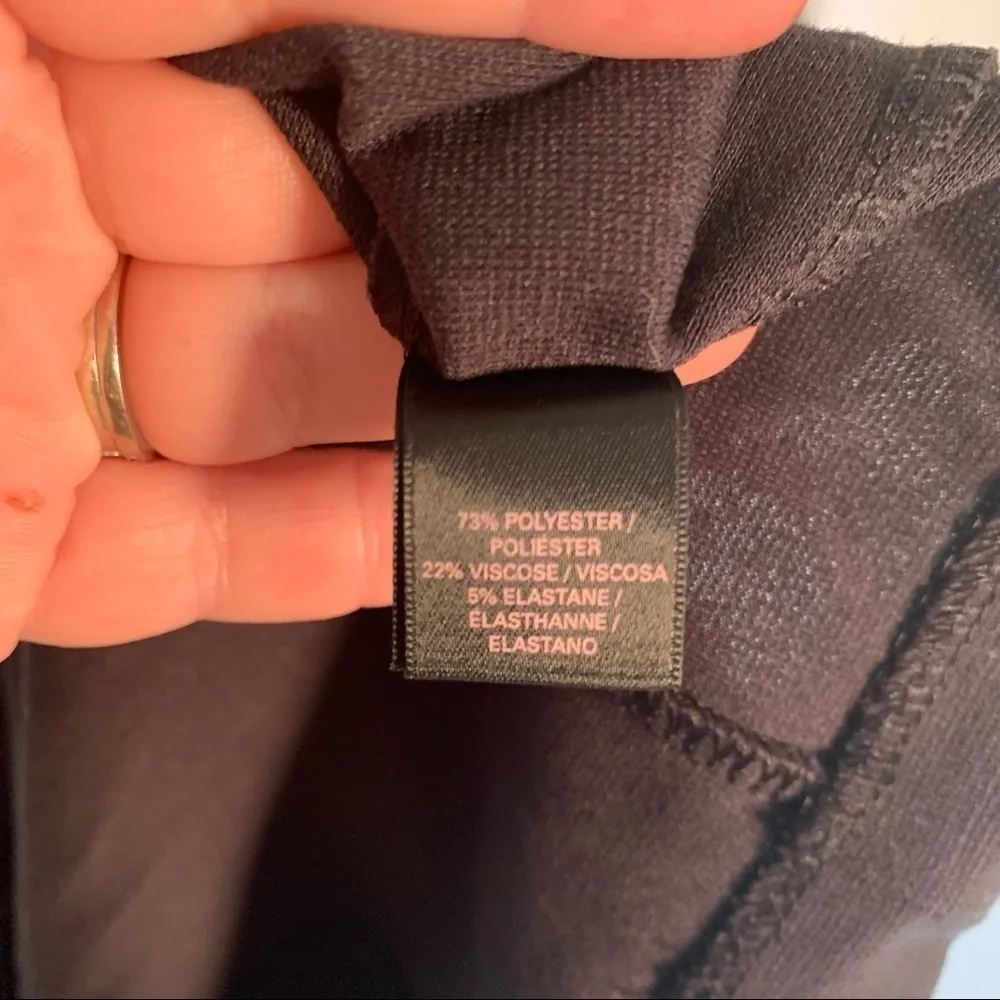 73% POLYESTER /
POLIÉSTER
22% VISCOSE / VISCOSA
5% ELASTANE /
ÉLASTHANNE /
ELASTANO